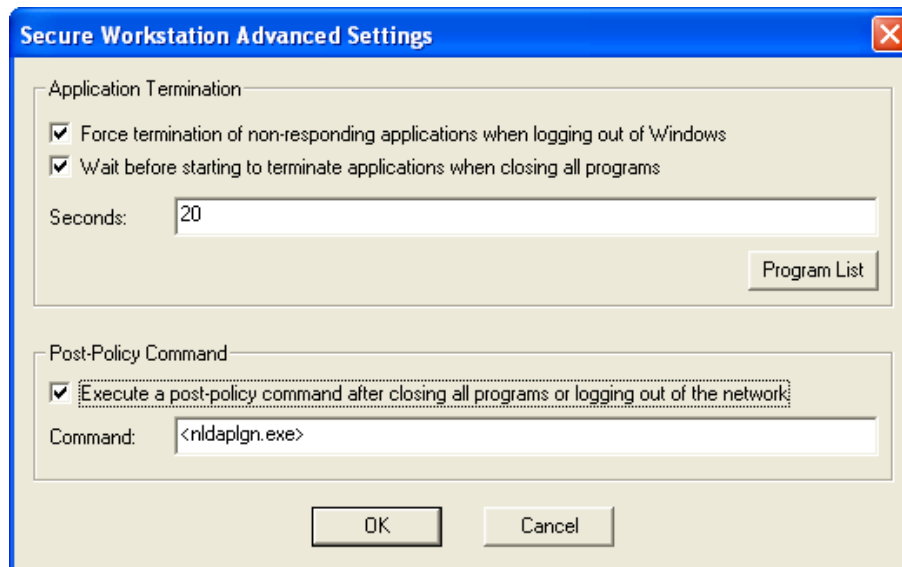 Secure Workstation Advanced Settings
Application Termination
Force termination of non-responding applications when logging out of Windows
Wait before starting to terminate applications when closing all programs
Seconds: 20
Program List
Post-Policy Command
Execute a post-policy command after closing all programs or logging out of the network
Command: <nldaplgn.exe>
OK Cancel